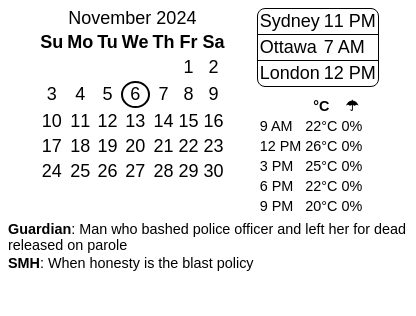 November 2024
Su Mo Tu We Th Fr Sa
1 2
3 4 5 6 7 8 9
10 11 12 13 14 15 16
17 18 19 20 21 22 23
24 25 26 27 28 29 30
Sydney 11 PM
Ottawa 7 AM
London 12 PM
°C ☂
9 AM 22°C 0%
12 PM 26°C 0%
3 PM 25°C 0%
6 PM 22°C 0%
9 PM 20°C 0%
Guardian: Man who bashed police officer and left her for dead
released on parole
SMH: When honesty is the blast policy